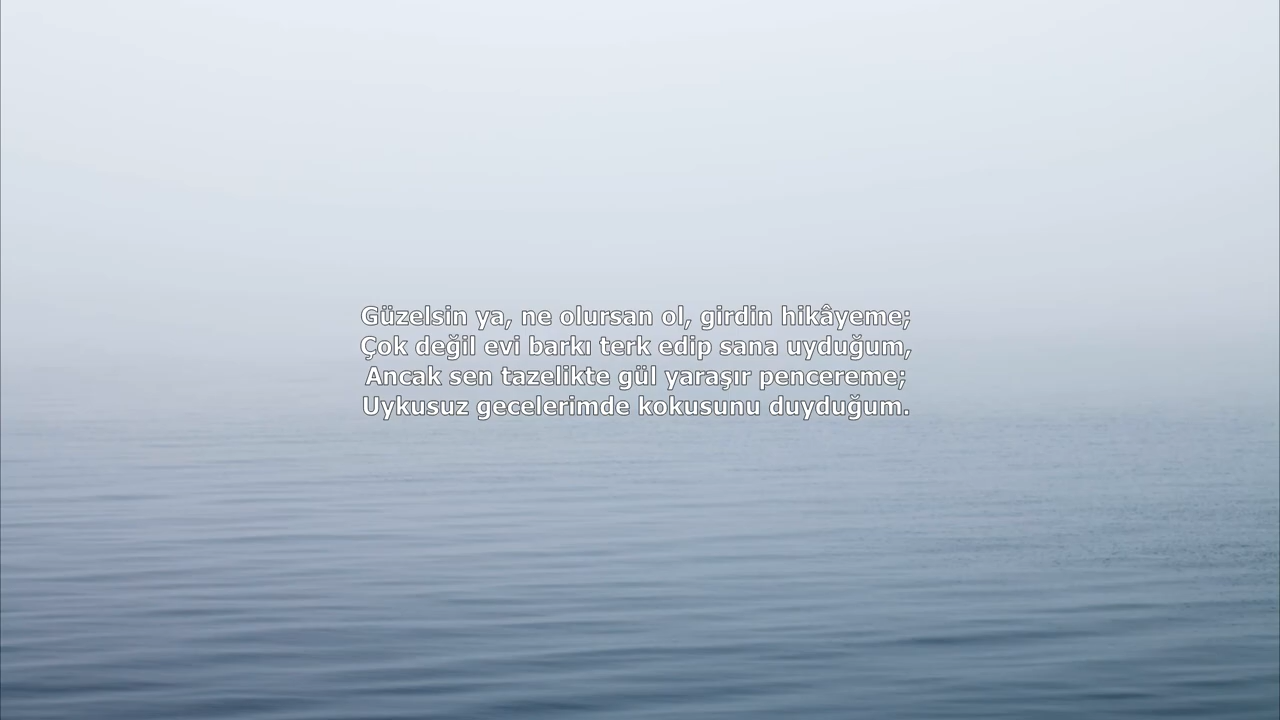 Güzelsin ya, ne olursan ol, girdin hikâyeme;
Çok değil evi barkı terk edip sana uyduğum,
Ancak sen tazelikte gül yaraşır pencereme;
Uykusuz gecelerimde kokusunu duyduğum.